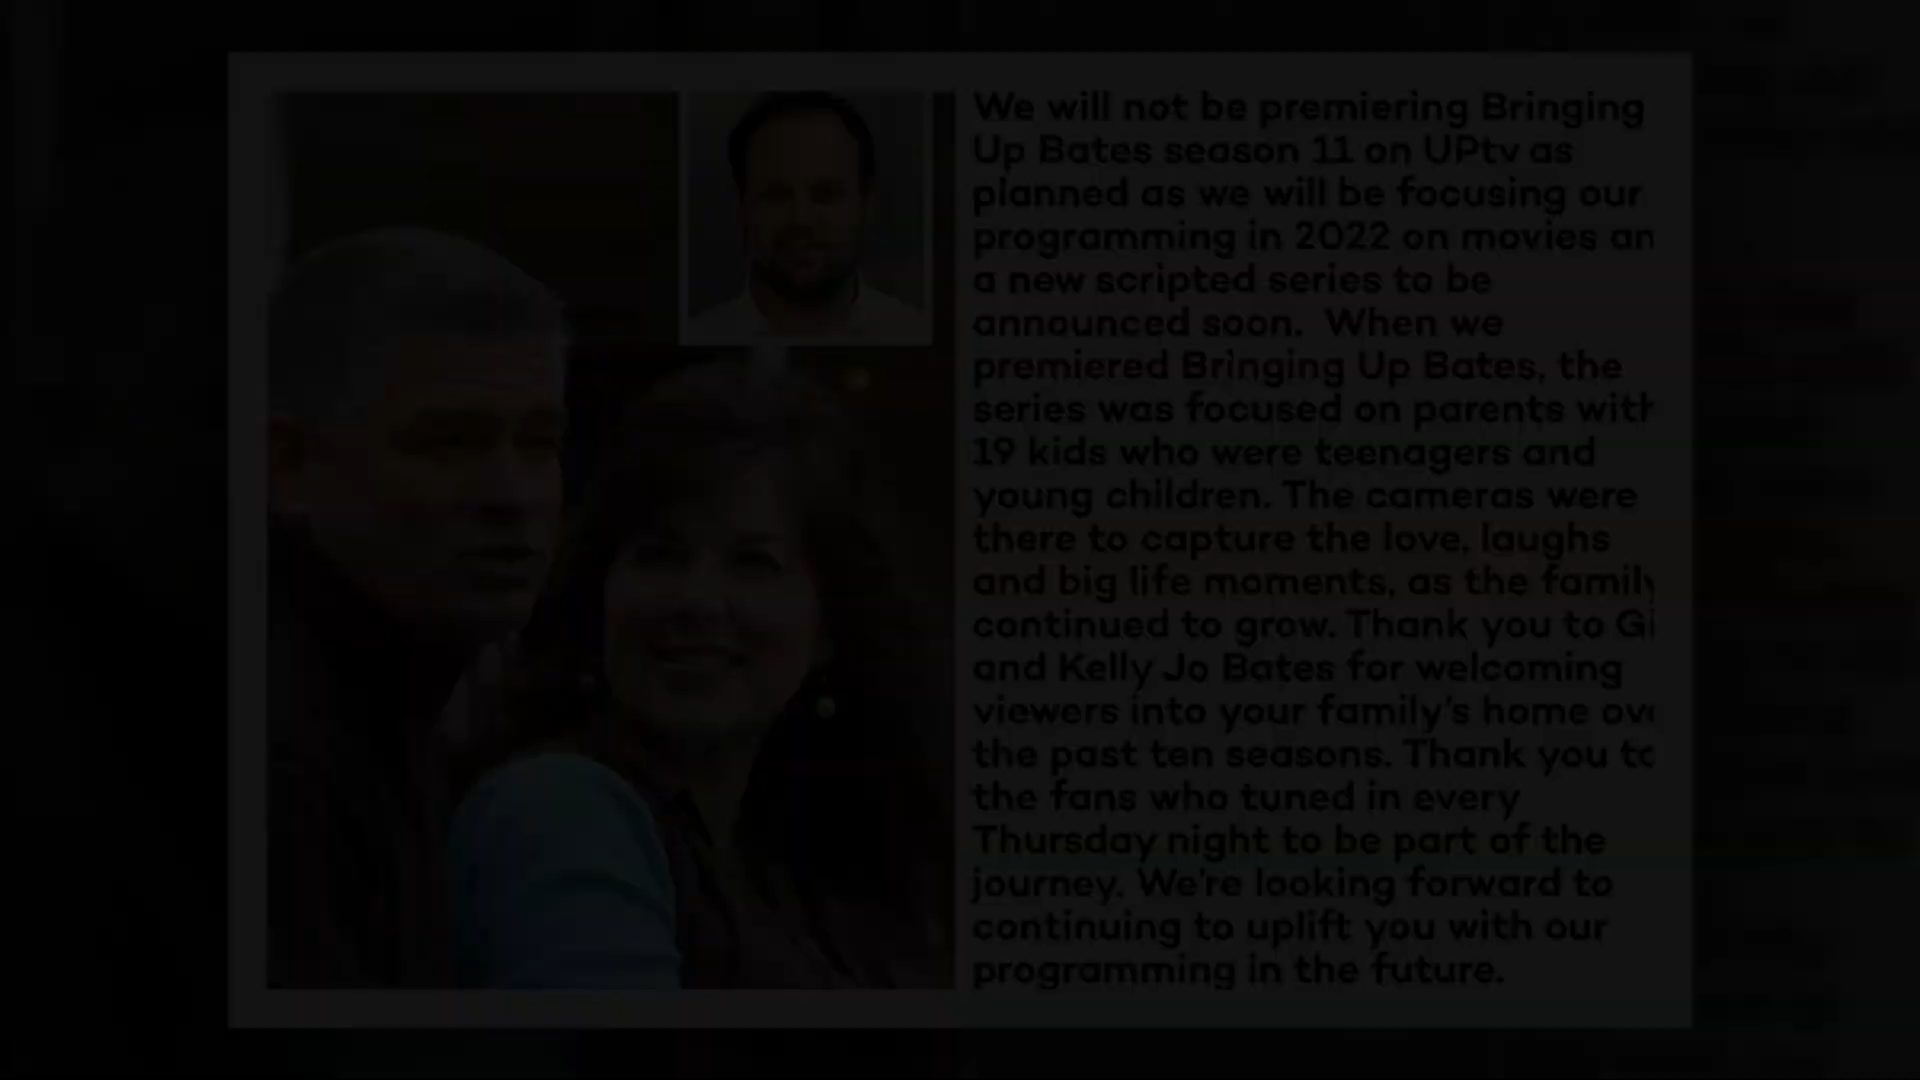 We will not be premiering Bringing
Up Bates season 11 on UPtv as
planned as we will be focusing our
programming in 2022 on movies an
a new scripted series to be
announced soon. When we
premiered Bringing Up Bates, the
series was focused on parents with
19 kids who were teenagers and
young children. The cameras were
there to capture the love, laughs
and big life moments, as the family
continued to grow. Thank you to Gi
and Kelly Jo Bates for welcoming
viewers into your family's home ove
the past ten seasons. Thank you to
the fans who tuned in every
Thursday night to be part of the
journey. We're looking forward to
continuing to uplift you with our
programming in the future.